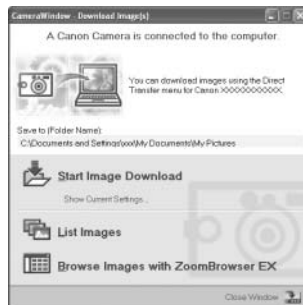 CameraWindow - Download Image(s)
A Canon Camera is connected to the computer.
You can download images using the Direct
Transfer menu for Canon XXXXXXXXXXX.
Save to (Folder Name):
C:\Documents and Settings\xxx\My Documents\My Pictures
Start Image Download
Show Current Settings...
List Images
Browse Images with ZoomBrowser EX
Close Window